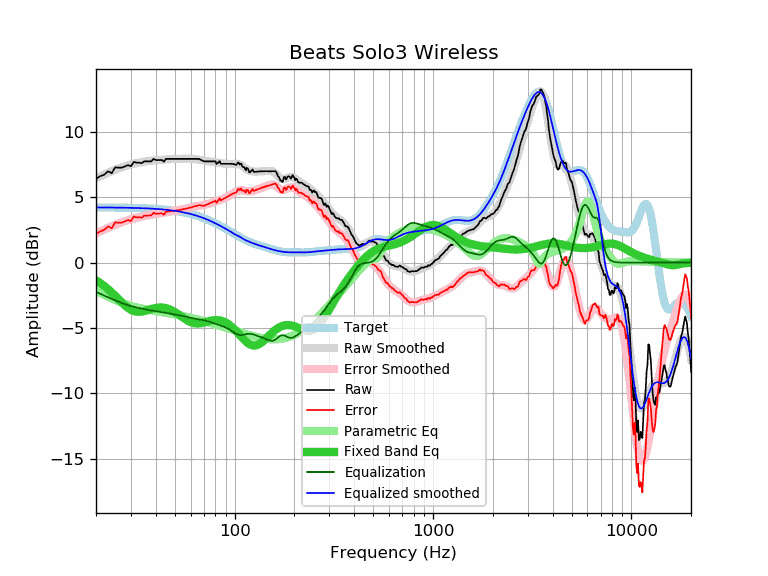 Beats Solo3 Wireless
Amplitude (dBr)
10
5
0
−5
−10
−15
Target
Raw Smoothed
Error Smoothed
Raw
Error
Parametric Eq
Fixed Band Eq
Equalization
Equalized smoothed
100
1000
10000
Frequency (Hz)